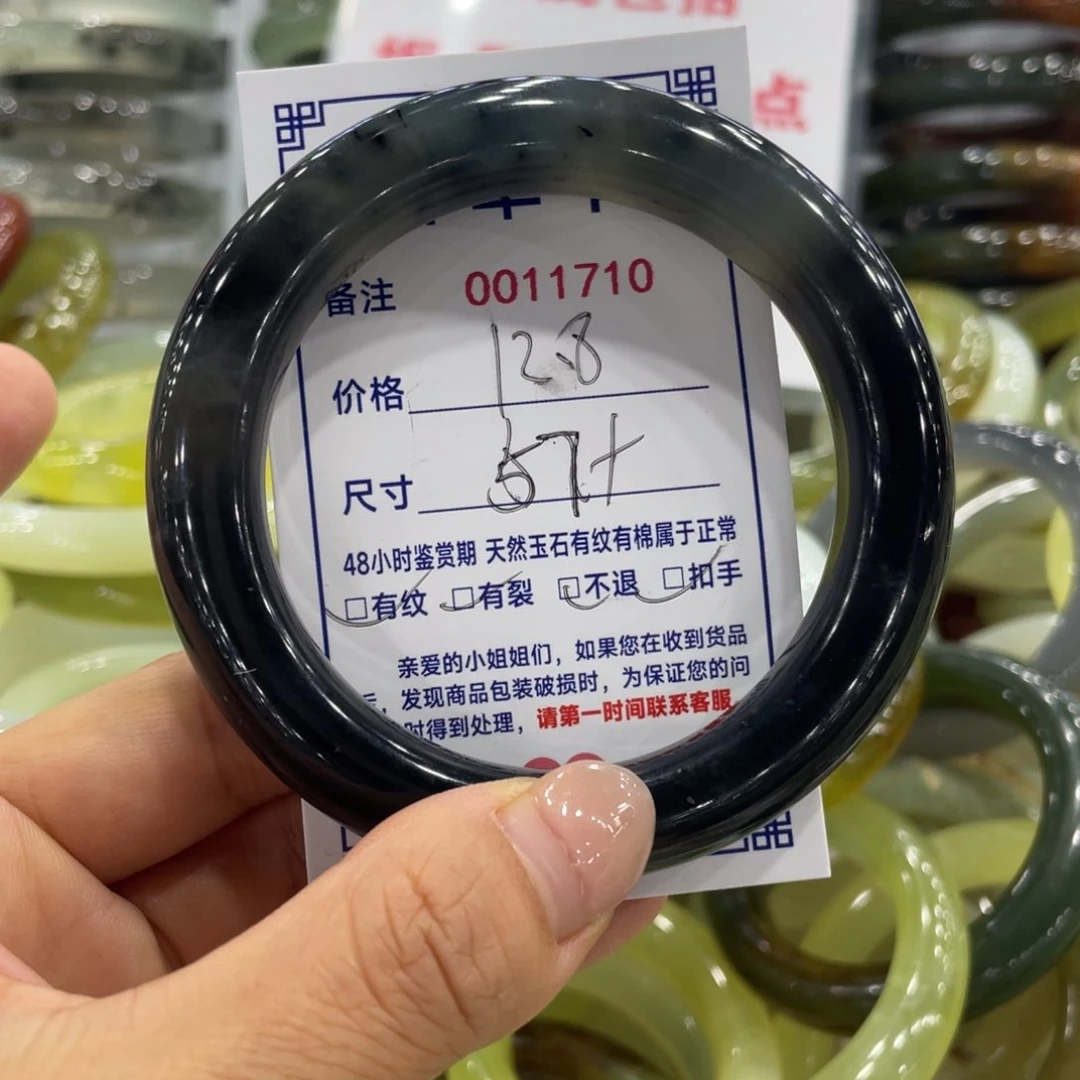 点
备注 0011710
价格 128
尺寸 57+
48小时鉴赏期 天然玉石有纹有棉属于正常
□有纹 □有裂 □不退 □扣手
亲爱的小姐姐们，如果您在收到货品
，发现商品包装破损时，为保证您的问
时得到处理，请第一时间联系客服